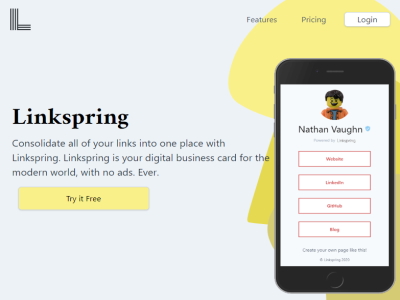 Features Pricing Login
Linkspring
Consolidate all of your links into one place with
Linkspring. Linkspring is your digital business card for the
modern world, with no ads. Ever.
Try it Free
Nathan Vaughn
Powered by Linkspring
Website
LinkedIn
GitHub
Blog
Create your own page like this!
© Linkspring 2020